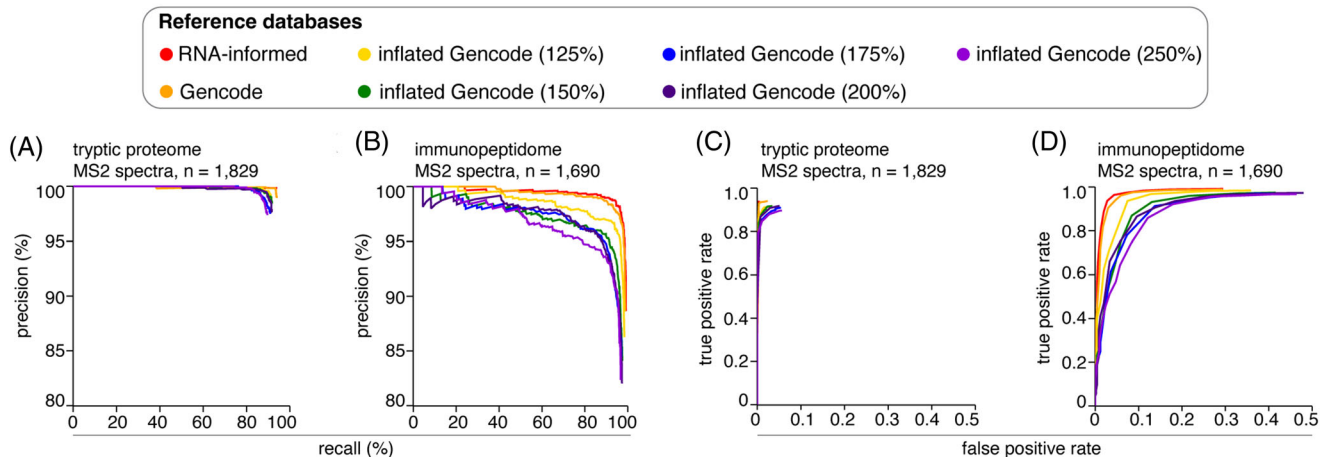 Reference databases
RNA-informed
inflated Gencode (125%)
inflated Gencode (175%)
inflated Gencode (250%)
Gencode
inflated Gencode (150%)
inflated Gencode (200%)
(A)
tryptic proteome
MS2 spectra, n = 1,829
100
95
90
85
80
precision (%)
0 20 40 60 80 100
(B)
immunopeptidome
MS2 spectra, n = 1,690
100
95
90
85
80
precision (%)
0 20 40 60 80 100
recall (%)
(C)
tryptic proteome
MS2 spectra, n = 1,829
1.0
0.8
0.6
0.4
0.2
0
true positive rate
0 0.1 0.2 0.3 0.4 0.5
(D)
immunopeptidome
MS2 spectra, n = 1,690
1.0
0.8
0.6
0.4
0.2
0
true positive rate
0 0.1 0.2 0.3 0.4 0.5
false positive rate